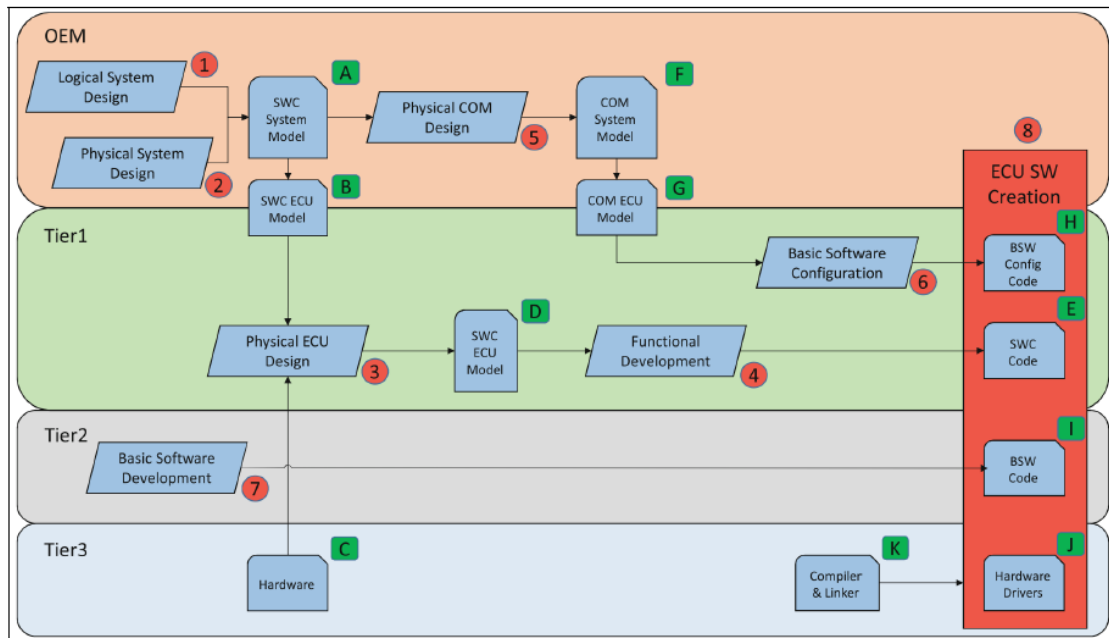 OEM
1
Logical System
Design
A
SWC
System
Model
Physical COM
Design
5
F
COM
System
Model
Physical System
Design
2
B
SWC ECU
Model
G
COM ECU
Model
8
ECU SW
Creation
Tier1
Basic Software
Configuration
6
H
BSW
Config
Code
Physical ECU
Design
3
D
SWC
ECU
Model
Functional
Development
4
E
SWC
Code
Tier2
Basic Software
Development
7
I
BSW
Code
Tier3
C
Hardware
K
Compiler
& Linker
J
Hardware
Drivers